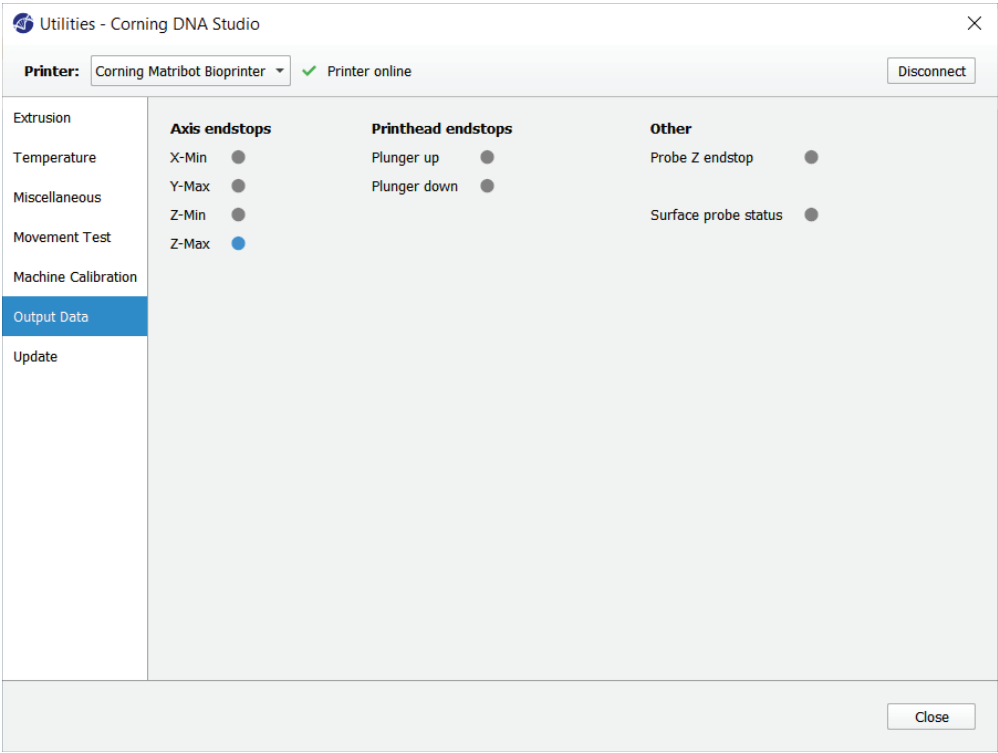 Utilities - Corning DNA Studio
Printer: Corning Matribot Bioprinter Printer online Disconnect
Extrusion
Temperature
Miscellaneous
Movement Test
Machine Calibration
Output Data
Update
Axis endstops
X-Min
Y-Max
Z-Min
Z-Max
Printhead endstops
Plunger up
Plunger down
Other
Probe Z endstop
Surface probe status
Close